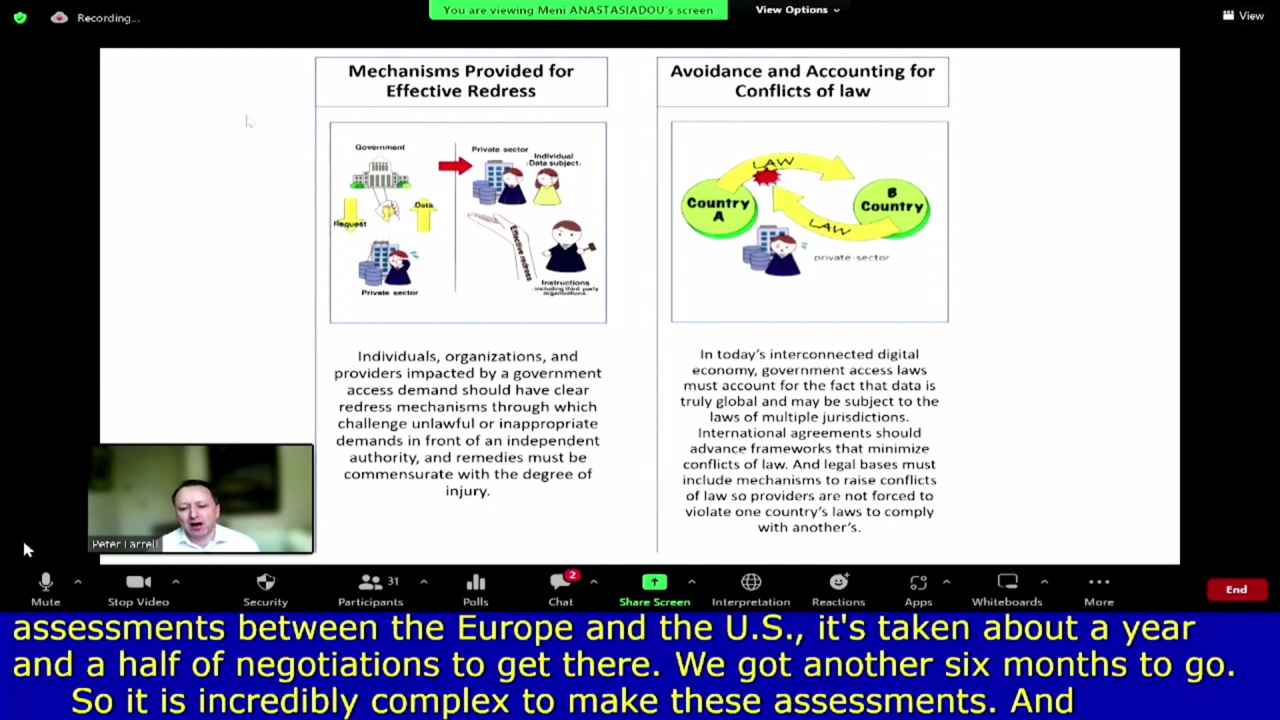 Recording...
You are viewing Meni ANASTASIADOU's screen
View Options
View
Mechanisms Provided for
Effective Redress
Government
Request
Data
Private sector
Private sector
Individual
(Data subject)
Effective redress
Instructions
(including third party
organizations)
Individuals, organizations, and
providers impacted by a government
access demand should have clear
redress mechanisms through which
challenge unlawful or inappropriate
demands in front of an independent
authority, and remedies must be
commensurate with the degree of
injury.
Avoidance and Accounting for
Conflicts of law
LAW
Country
A
B
Country
LAW
private-sector
In today's interconnected digital
economy, government access laws
must account for the fact that data is
truly global and may be subject to the
laws of multiple jurisdictions.
International agreements should
advance frameworks that minimize
conflicts of law. And legal bases must
include mechanisms to raise conflicts
of law so providers are not forced to
violate one country's laws to comply
with another's.
Peter Farrell
Mute
Stop Video
Security
31
Participants
Polls
2
Chat
Share Screen
Interpretation
Reactions
Apps
Whiteboards
More
End
assessments between the Europe and the U.S., it's taken about a year
and a half of negotiations to get there. We got another six months to go.
So it is incredibly complex to make these assessments. And